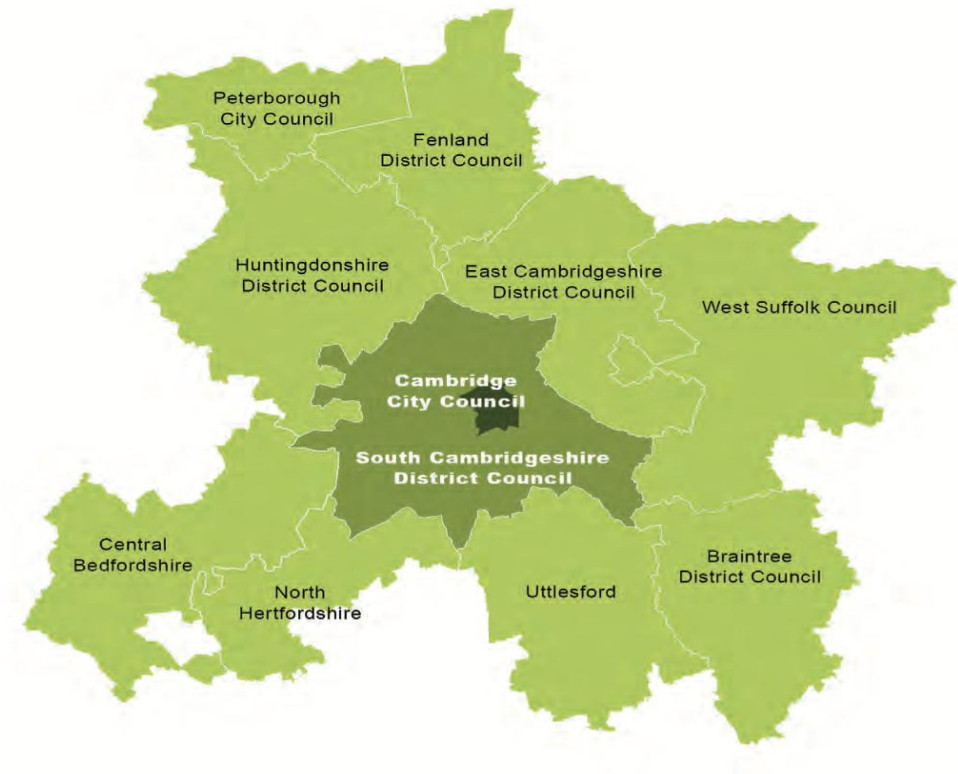 Peterborough
City Council
Fenland
District Council
Huntingdonshire
District Council
East Cambridgeshire
District Council
West Suffolk Council
Cambridge
City Council
South Cambridgeshire
District Council
Central
Bedfordshire
North
Hertfordshire
Uttlesford
Braintree
District Council